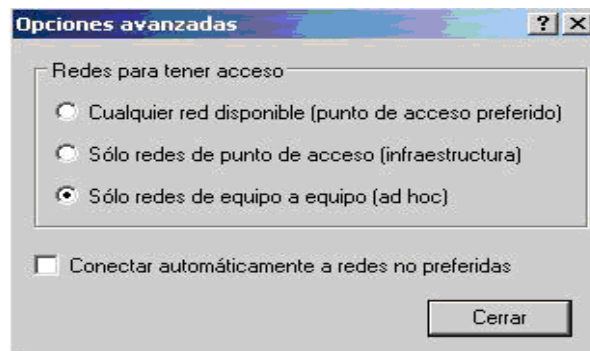 Opciones avanzadas
Redes para tener acceso
Cualquier red disponible (punto de acceso preferido)
Sólo redes de punto de acceso (infraestructura)
Sólo redes de equipo a equipo (ad hoc)
Conectar automáticamente a redes no preferidas
Cerrar